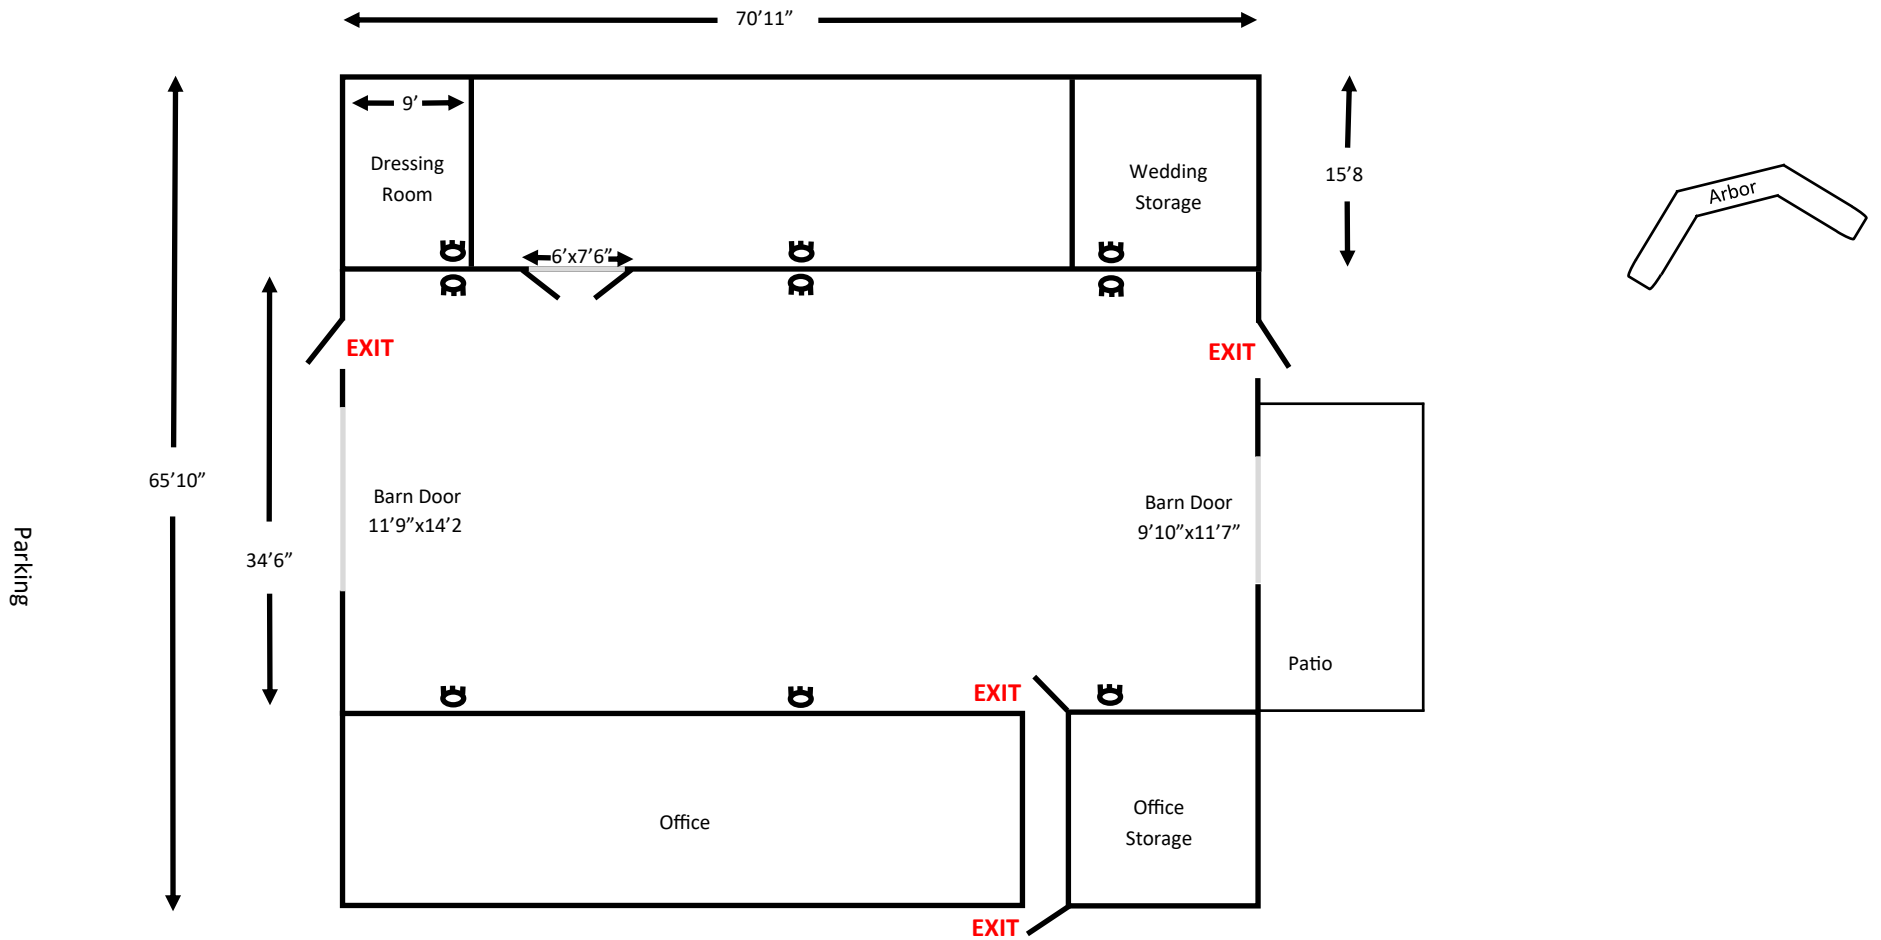 70’11”
9’
Dressing
Room
Wedding
Storage
15’8
Arbor
6’x7’6”
EXIT
EXIT
65’10”
Barn Door
11’9”x14’2
Barn Door
9’10”x11’7”
Parking
34’6”
Patio
EXIT
Office
Office
Storage
EXIT